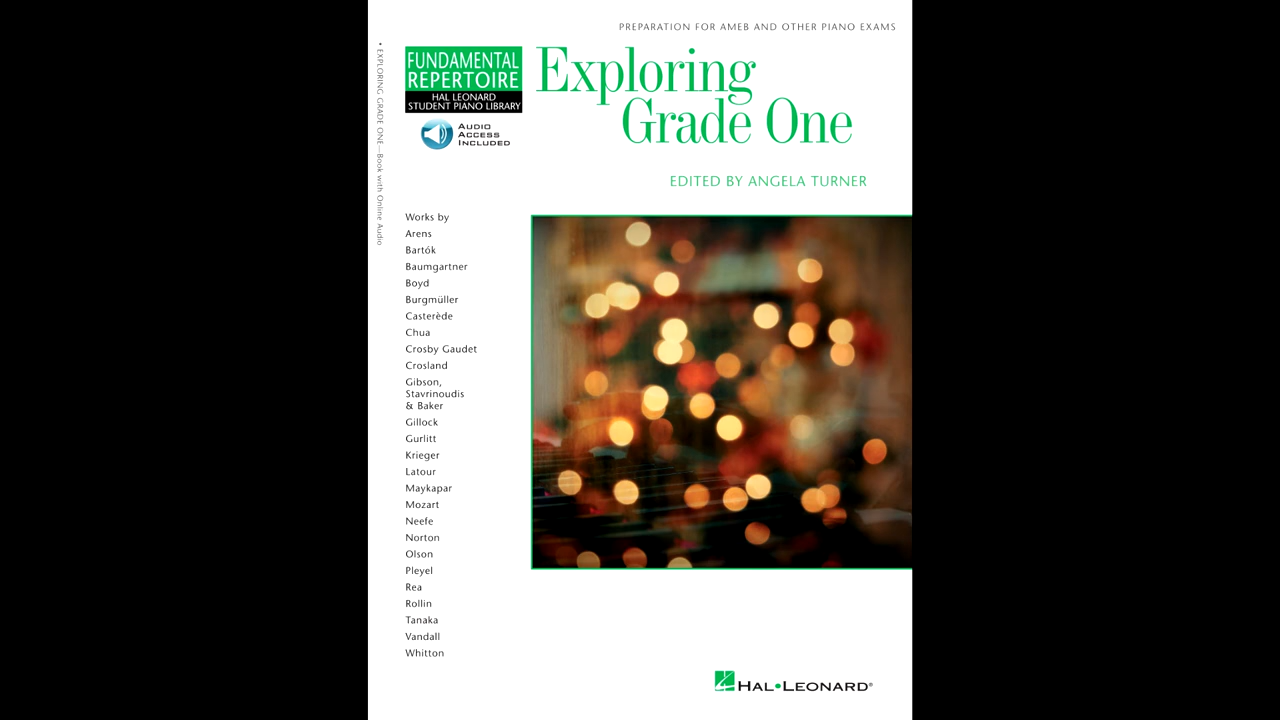 PREPARATION FOR AMEB AND OTHER PIANO EXAMS
• EXPLORING GRADE ONE—Book with Online Audio
FUNDAMENTAL
REPERTOIRE
HAL LEONARD
STUDENT PIANO LIBRARY
AUDIO
ACCESS
INCLUDED
Exploring
Grade One
EDITED BY ANGELA TURNER
Works by
Arens
Bartók
Baumgartner
Boyd
Burgmüller
Casterède
Chua
Crosby Gaudet
Crosland
Gibson,
Stavrinoudis
& Baker
Gillock
Gurlitt
Krieger
Latour
Maykapar
Mozart
Neefe
Norton
Olson
Pleyel
Rea
Rollin
Tanaka
Vandall
Whitton
HAL•LEONARD®